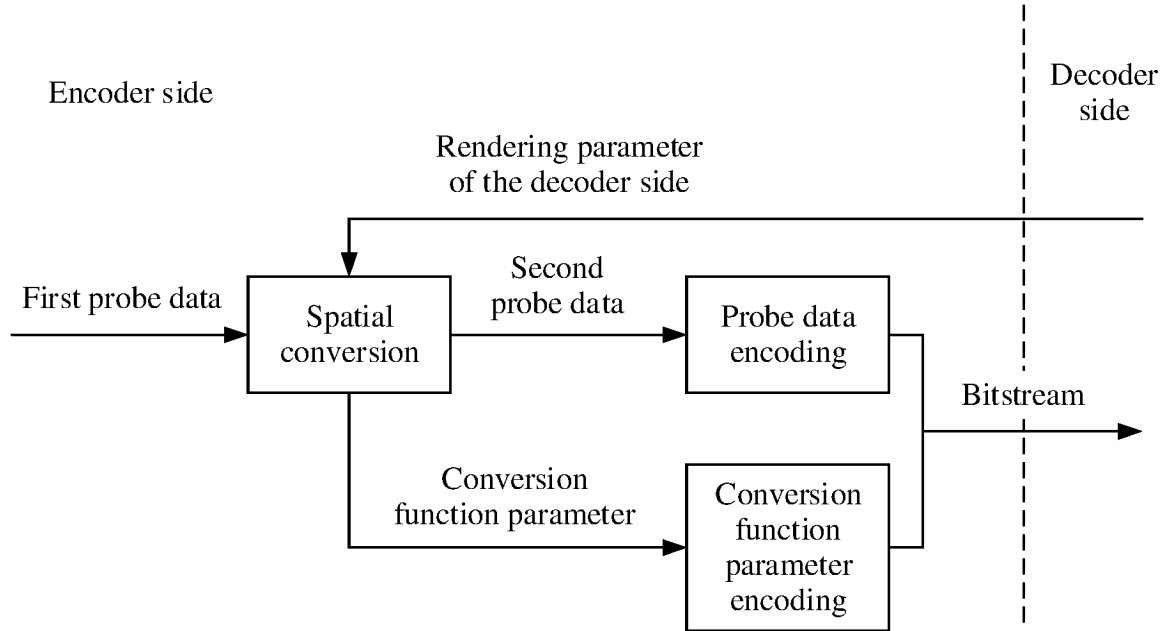 Encoder side
Decoder
side
Rendering parameter
of the decoder side
First probe data
Spatial
conversion
Second
probe data
Probe data
encoding
Bitstream
Conversion
function parameter
Conversion
function
parameter
encoding